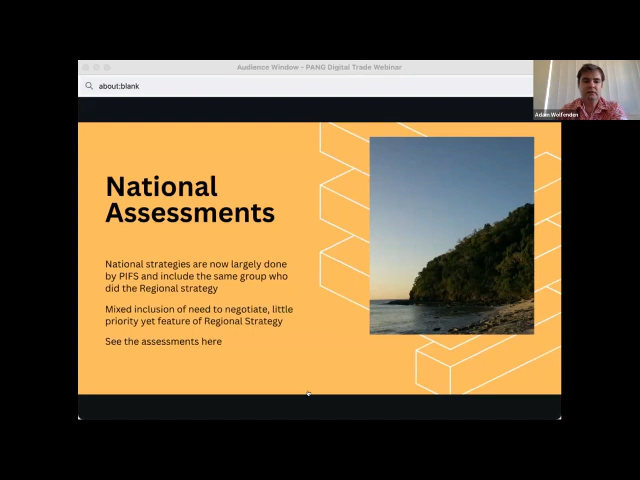 Audience Window - PANG Digital Trade Webinar
about:blank
Adam Wolfenden
National
Assessments
National strategies are now largely done
by PIFS and include the same group who
did the Regional strategy
Mixed inclusion of need to negotiate, little
priority yet feature of Regional Strategy
See the assessments here